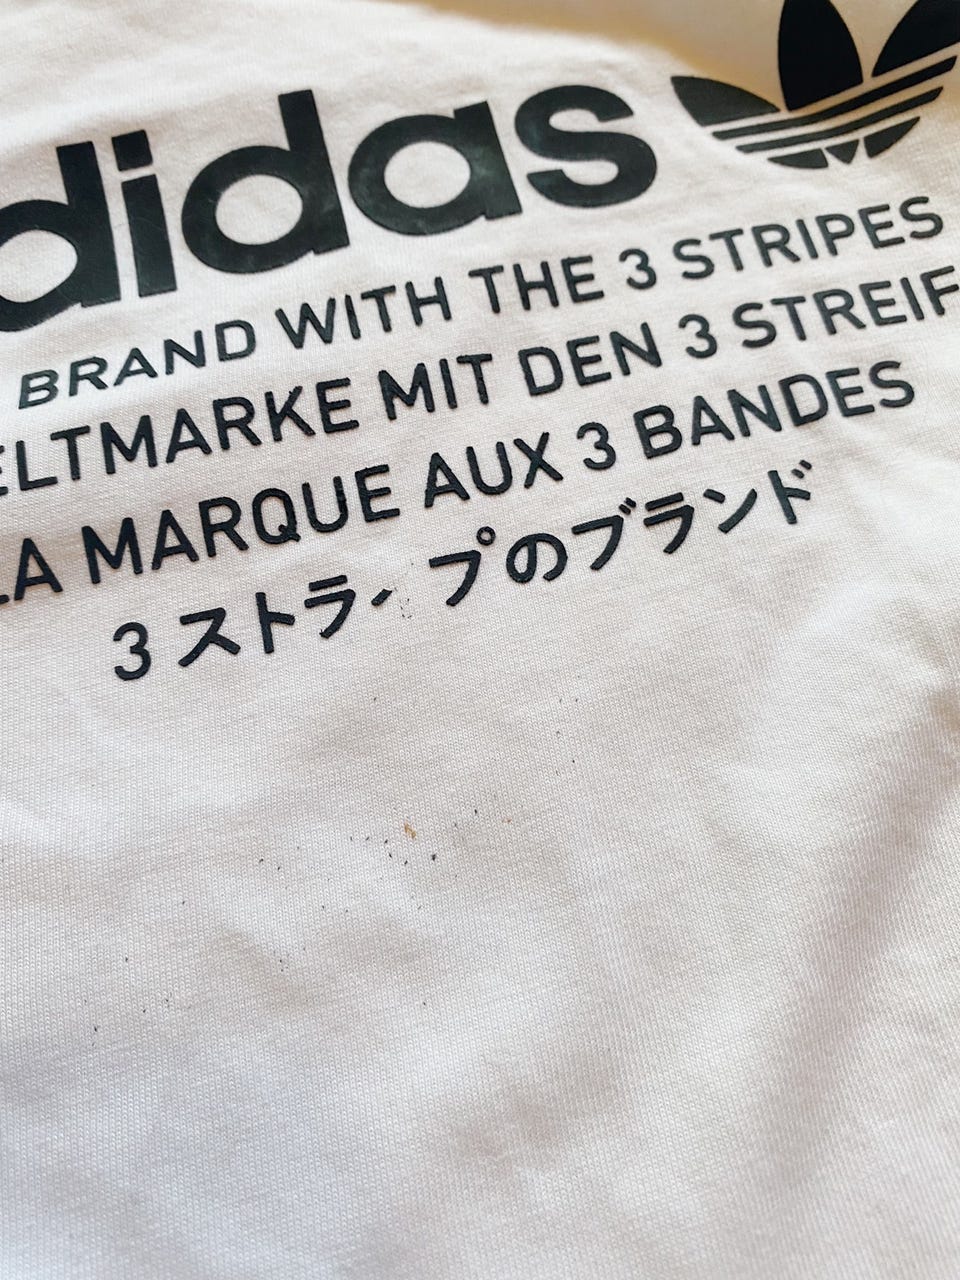 adidas
BRAND WITH THE 3 STRIPES
ELTMARKE MIT DEN 3 STREIF
LA MARQUE AUX 3 BANDES
3 ストラ-プのブランド